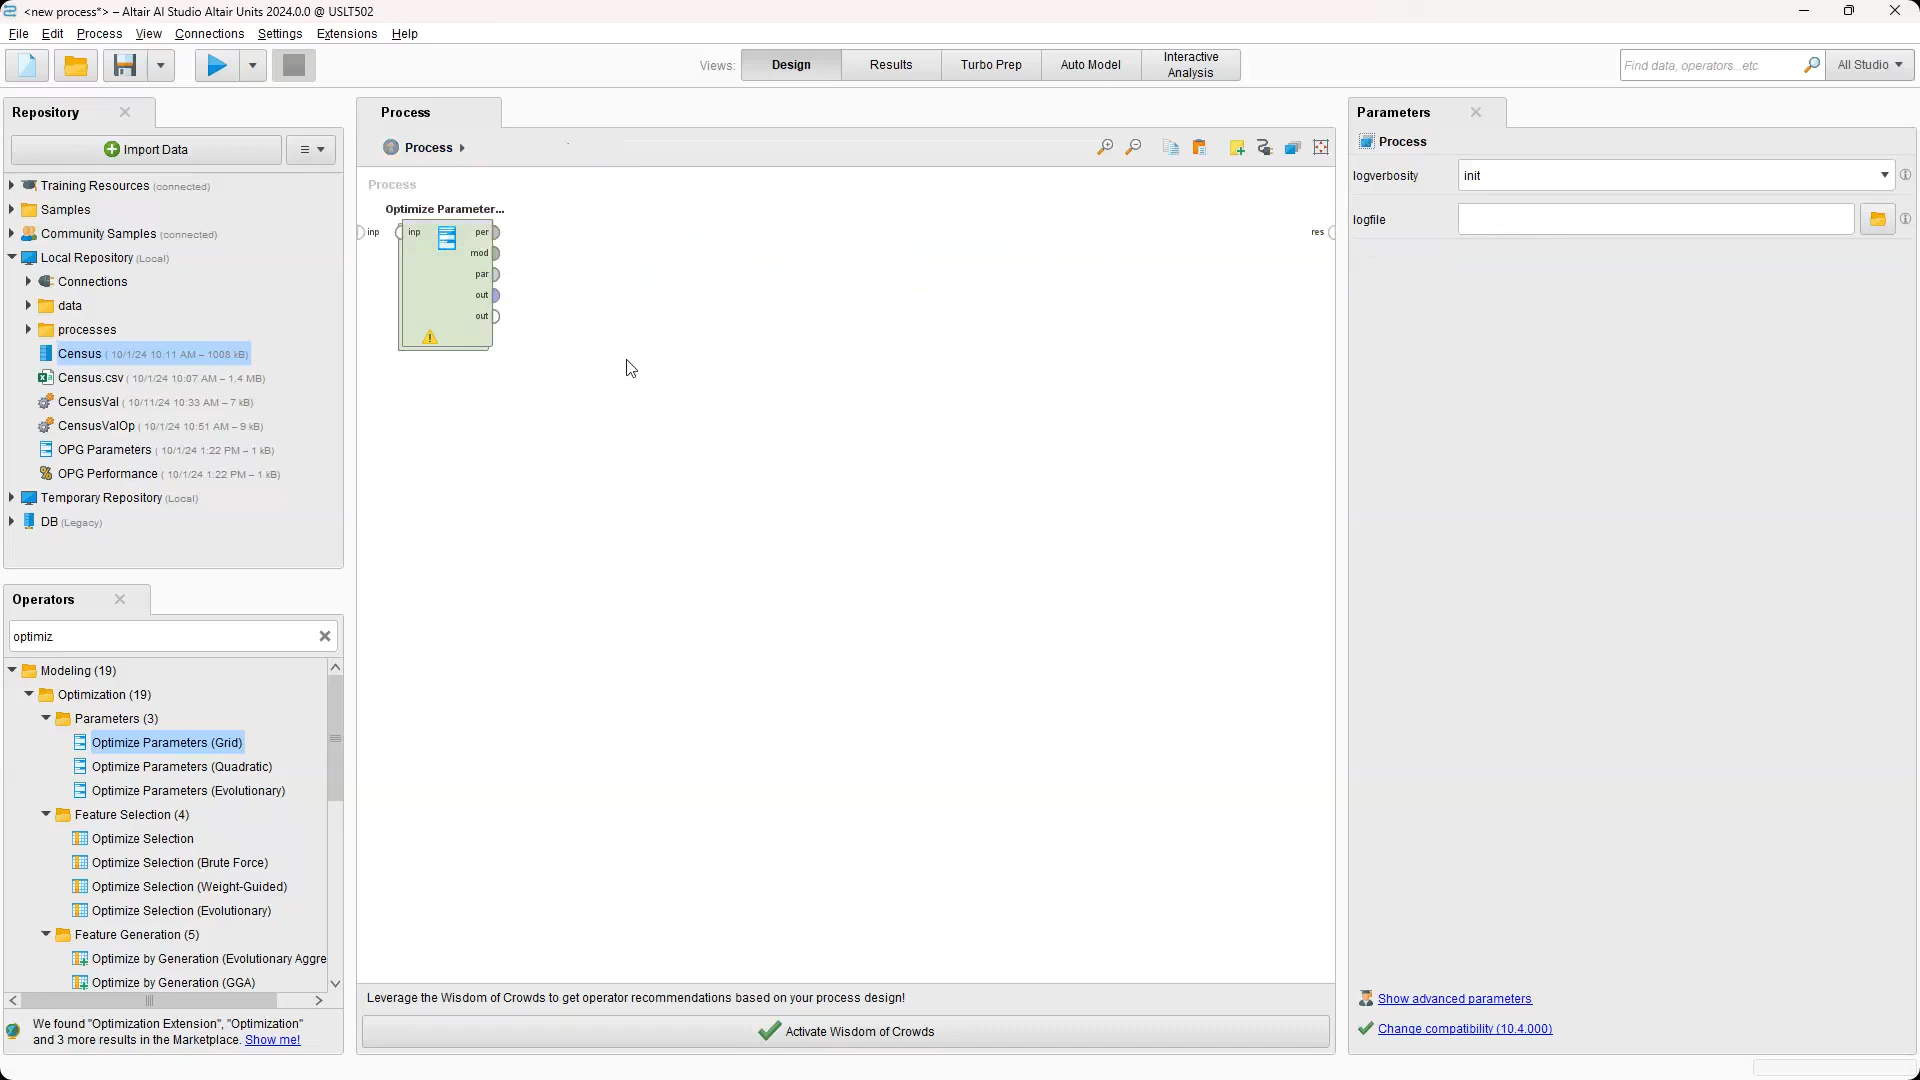 <new process*> – Altair AI Studio Altair Units 2024.0.0 @ USLT502
File Edit Process View Connections Settings Extensions Help
Views: Design Results Turbo Prep Auto Model Interactive Analysis
Find data, operators...etc All Studio
Repository
Import Data
Training Resources (connected)
Samples
Community Samples (connected)
Local Repository (Local)
Connections
data
processes
Census ( 10/1/24 10:11 AM – 1008 kB)
Census.csv ( 10/1/24 10:07 AM – 1.4 MB)
CensusVal ( 10/11/24 10:33 AM – 7 kB)
CensusValOp ( 10/1/24 10:51 AM – 9 kB)
OPG Parameters ( 10/1/24 1:22 PM – 1 kB)
OPG Performance ( 10/1/24 1:22 PM – 1 kB)
Temporary Repository (Local)
DB (Legacy)
Operators
optimiz
Modeling (19)
Optimization (19)
Parameters (3)
Optimize Parameters (Grid)
Optimize Parameters (Quadratic)
Optimize Parameters (Evolutionary)
Feature Selection (4)
Optimize Selection
Optimize Selection (Brute Force)
Optimize Selection (Weight-Guided)
Optimize Selection (Evolutionary)
Feature Generation (5)
Optimize by Generation (Evolutionary Aggre
Optimize by Generation (GGA)
We found "Optimization Extension", "Optimization"
and 3 more results in the Marketplace. Show me!
Process
Process
Process
Optimize Parameter...
inp inp per
mod
par
out
out
res
Leverage the Wisdom of Crowds to get operator recommendations based on your process design!
Activate Wisdom of Crowds
Parameters
Process
logverbosity init
logfile
Show advanced parameters
Change compatibility (10.4.000)